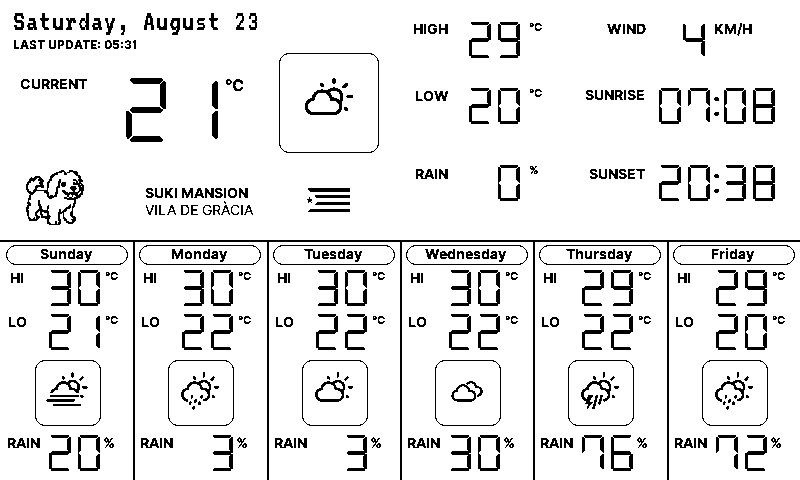 Saturday, August 23
LAST UPDATE: 05:31
CURRENT 21 °C
SUKI MANSION
VILA DE GRÀCIA
HIGH 29 °C
LOW 20 °C
RAIN 0 %
WIND 4 KM/H
SUNRISE 07:08
SUNSET 20:38
Sunday
HI 30 °C
LO 21 °C
RAIN 20 %
Monday
HI 30 °C
LO 22 °C
RAIN 3 %
Tuesday
HI 30 °C
LO 22 °C
RAIN 3 %
Wednesday
HI 30 °C
LO 22 °C
RAIN 30 %
Thursday
HI 29 °C
LO 22 °C
RAIN 76 %
Friday
HI 29 °C
LO 20 °C
RAIN 72 %